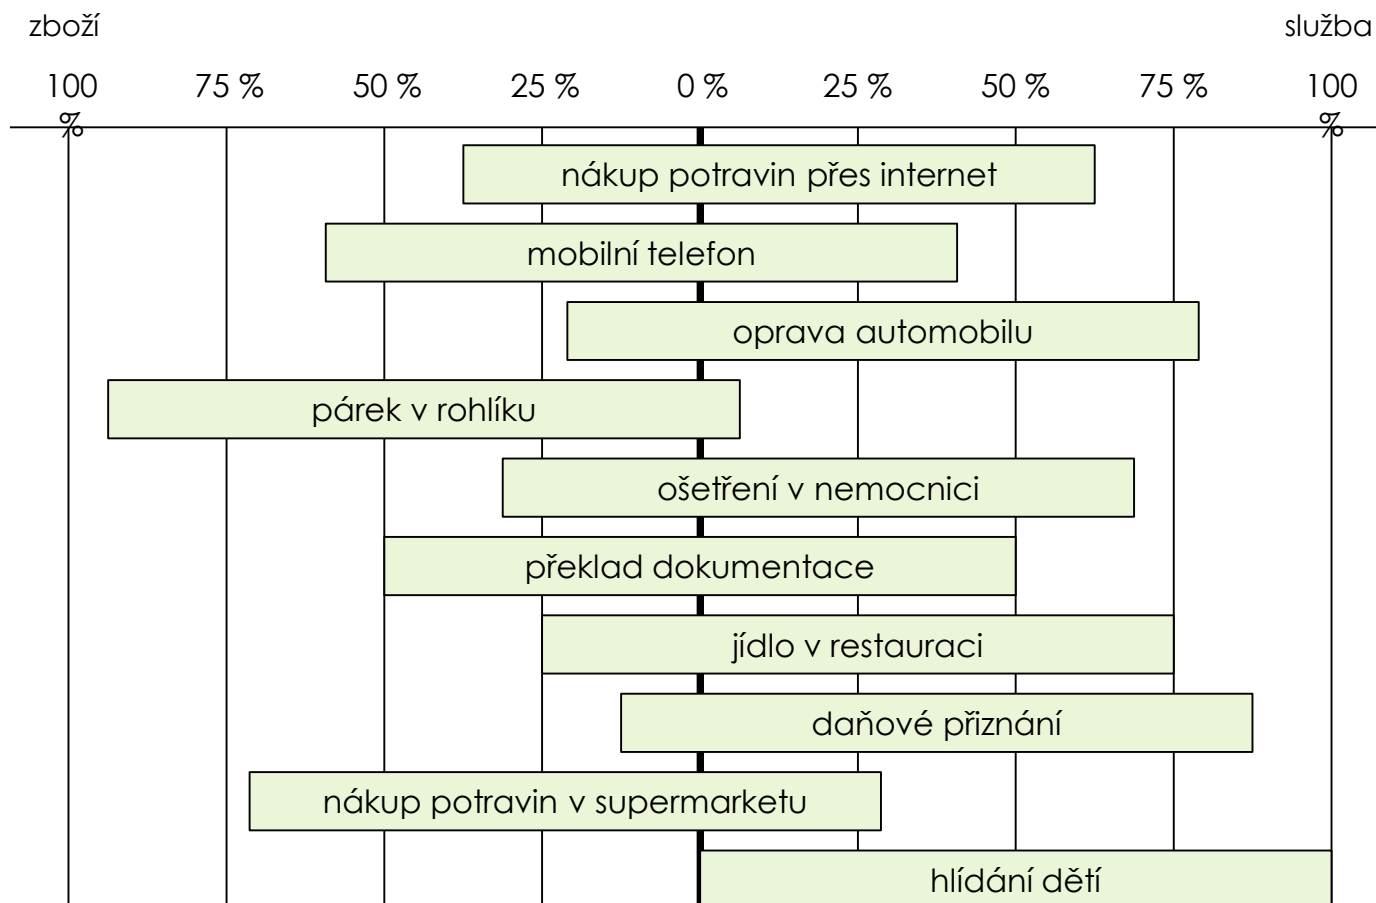 zboží služba
100 % 75 % 50 % 25 % 0 % 25 % 50 % 75 % 100 %
nákup potravin přes internet
mobilní telefon
oprava automobilu
párek v rohlíku
ošetření v nemocnici
překlad dokumentace
jídlo v restauraci
daňové přiznání
nákup potravin v supermarketu
hlídání dětí